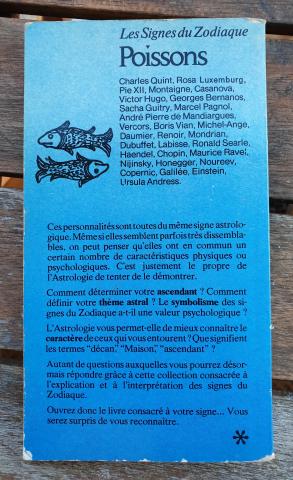 Les Signes du Zodiaque
Poissons
Charles Quint, Rosa Luxemburg,
Pie XII, Montaigne, Casanova,
Victor Hugo, Georges Bernanos,
Sacha Guitry, Marcel Pagnol,
André Pierre de Mandiargues,
Vercors, Boris Vian, Michel-Ange,
Daumier, Renoir, Mondrian,
Dubuffet, Labisse, Ronald Searle,
Haendel, Chopin, Maurice Ravel,
Nijinsky, Honegger, Noureev,
Copernic, Galilée, Einstein,
Ursula Andress.
Ces personnalités sont toutes du même signe astrolo-
gique. Même si elles semblent parfois très dissembla-
bles, on peut penser qu'elles ont en commun un
certain nombre de caractéristiques physiques ou
psychologiques. C'est justement le propre de
l'Astrologie de tenter de le démontrer.
Comment déterminer votre ascendant ? Comment
définir votre thème astral ? Le symbolisme des si-
gnes du Zodiaque a-t-il une valeur psychologique ?
L'Astrologie vous permet-elle de mieux connaître le
caractère de ceux qui vous entourent ? Que signifient
les termes "décan", "Maison", "ascendant" ?
Autant de questions auxquelles vous pourrez désor-
mais répondre grâce à cette collection consacrée à
l'explication et à l'interprétation des signes du
Zodiaque.
Ouvrez donc le livre consacré à votre signe... Vous
serez surpris de vous reconnaître.
*